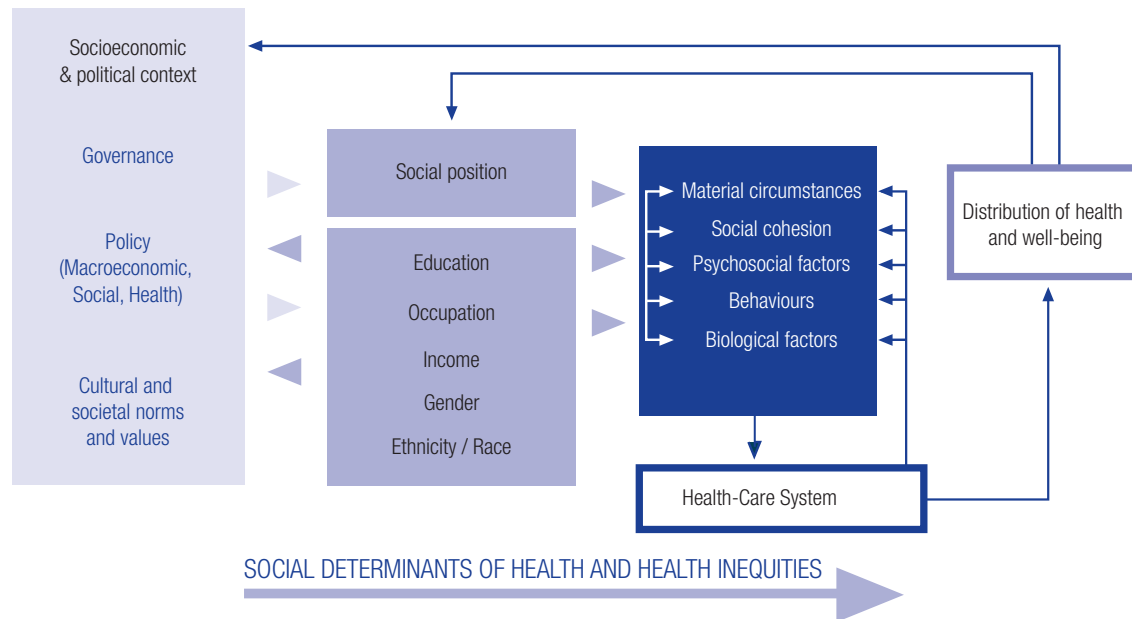 Socioeconomic
& political context
Governance
Policy
(Macroeconomic,
Social, Health)
Cultural and
societal norms
and values
Social position
Education
Occupation
Income
Gender
Ethnicity / Race
Material circumstances
Social cohesion
Psychosocial factors
Behaviours
Biological factors
Health-Care System
Distribution of health
and well-being
SOCIAL DETERMINANTS OF HEALTH AND HEALTH INEQUITIES